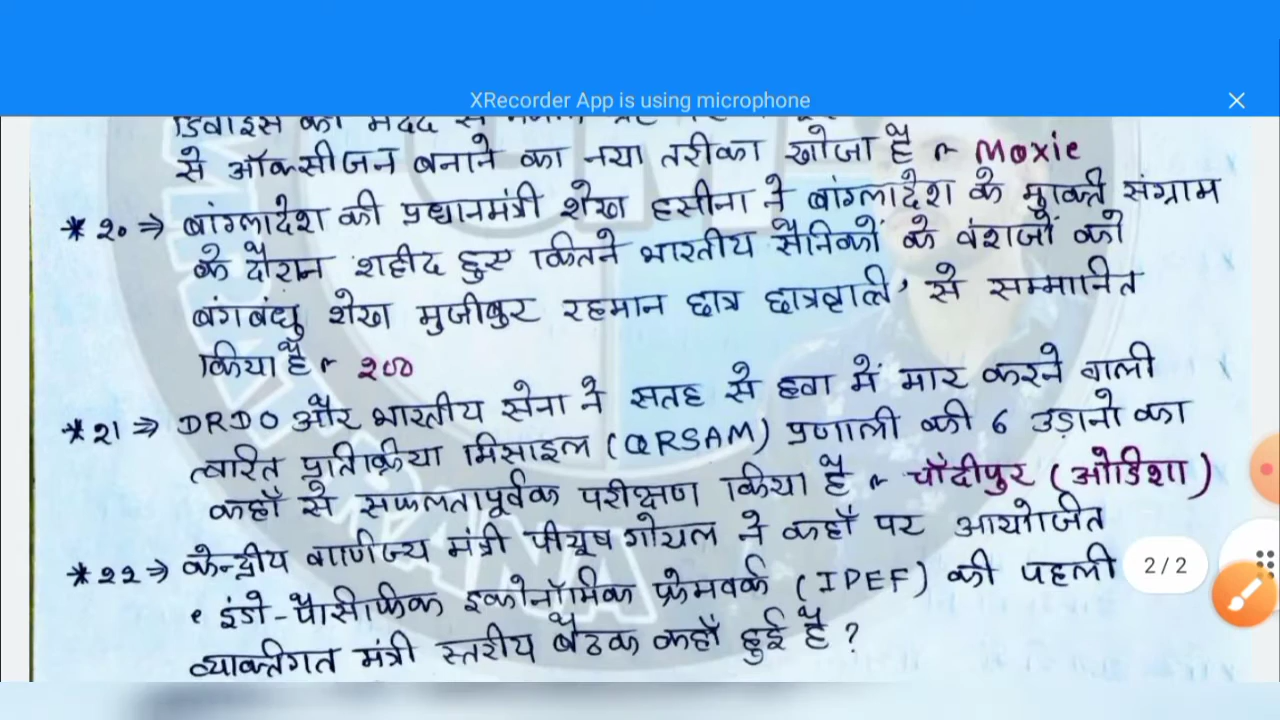 XRecorder App is using microphone
से ऑक्सीजन बनाने का नया तरीका खोजा है ~ Moxie
* 20 ⇒ बांग्लादेश की प्रधानमंत्री शेख हसीना ने बांग्लादेश के मुक्ति संग्राम
के दौरान शहीद हुए कितने भारतीय सैनिकों के वंशजों को
बंगबंधु शेख मुजीबुर रहमान छात्र छात्रवृत्ति' से सम्मानित
किया है ~ 200
* 21 ⇒ DRDO और भारतीय सेना ने सतह से हवा में मार करने वाली
त्वरित प्रतिक्रिया मिसाइल (QRSAM) प्रणाली की 6 उड़ानो का
कहाँ से सफलतापूर्वक परीक्षण किया है ~ चाँदीपुर (ओडिशा)
* 22 ⇒ केन्द्रीय वाणिज्य मंत्री पीयूष गोयल ने कहाँ पर आयोजित
' इंडो-पैसिफिक इकोनॉमिक फ्रेमवर्क (IPEF) की पहली
व्यक्तिगत मंत्री स्तरीय बैठक कहाँ हुई है ?
2/2